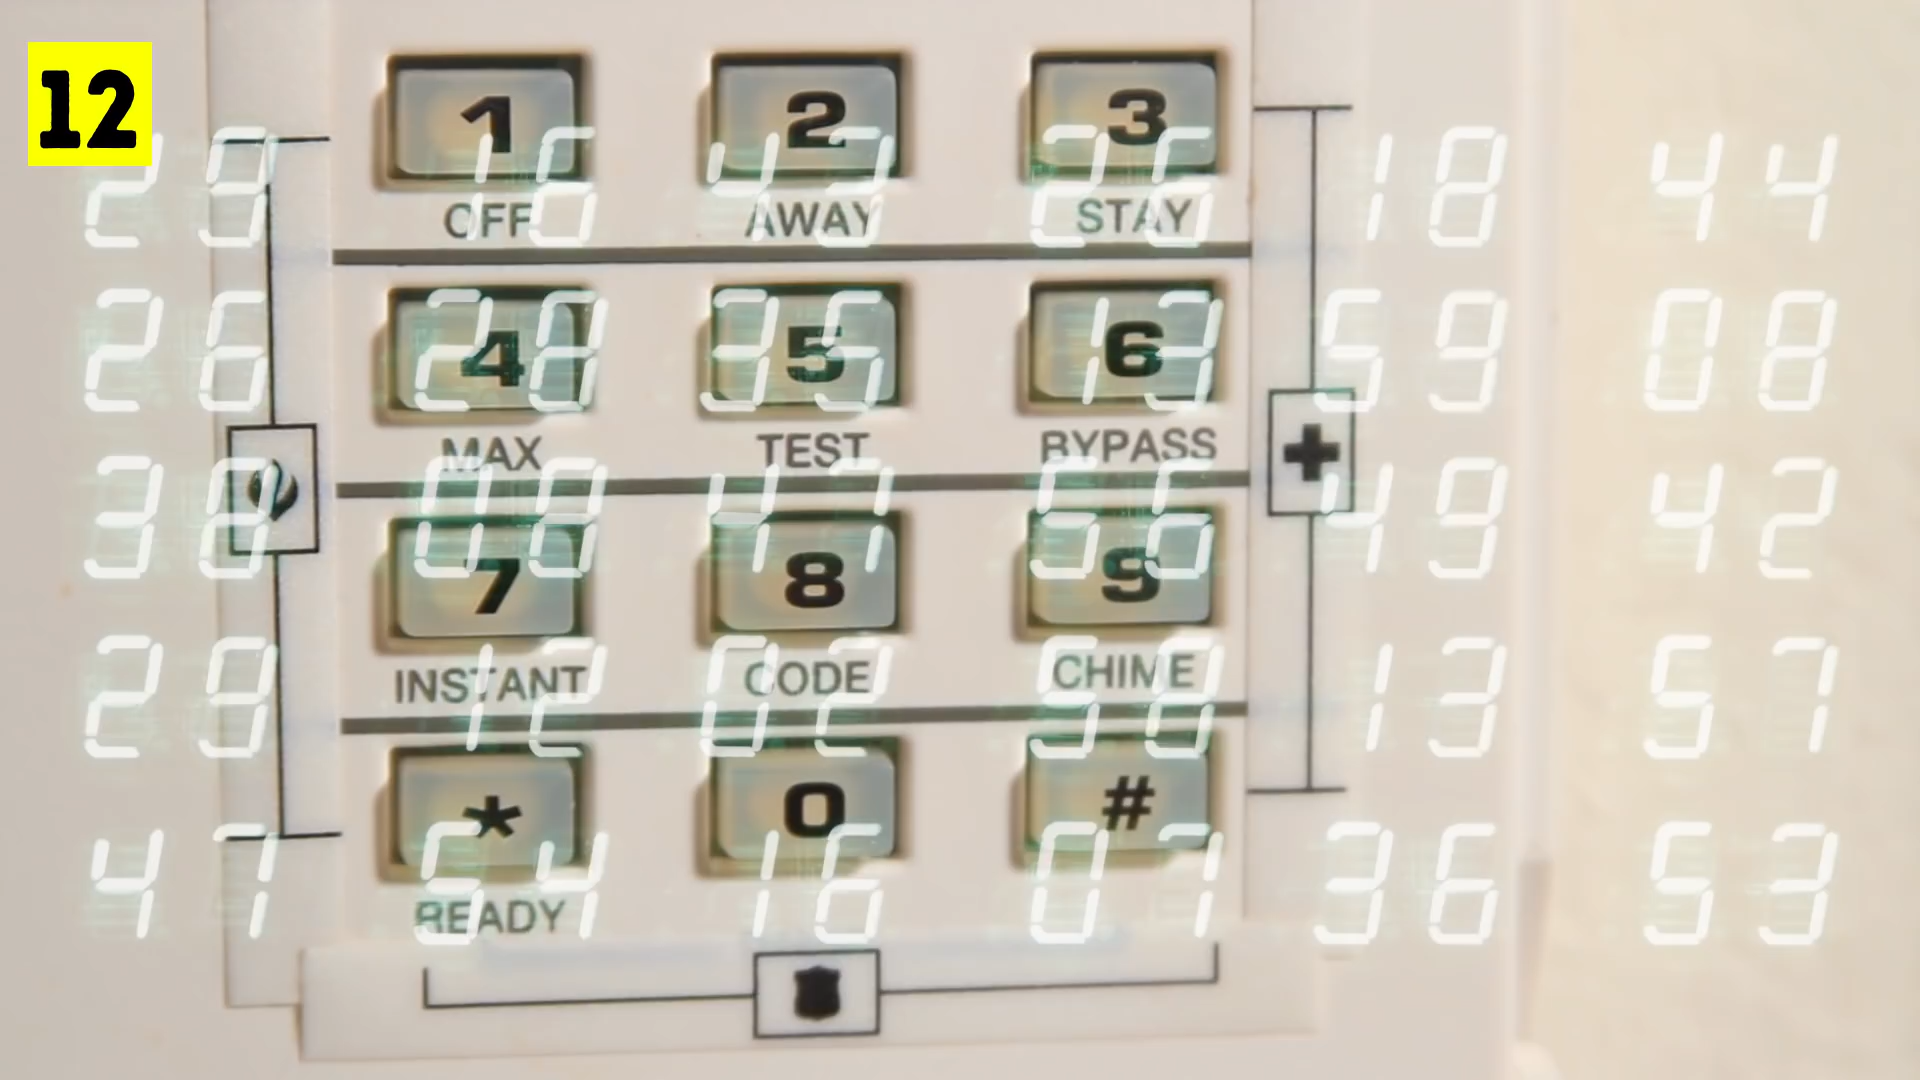 12
1 2 3
29 16 43 26 18 44
OFF AWAY STAY
26 28 35 13 59 08
4 5 6
MAX TEST BYPASS
38 08 47 56 49 42
7 8 9
INSTANT CODE CHIME
29 12 02 58 13 57
* 0 #
47 54 16 07 36 53
READY